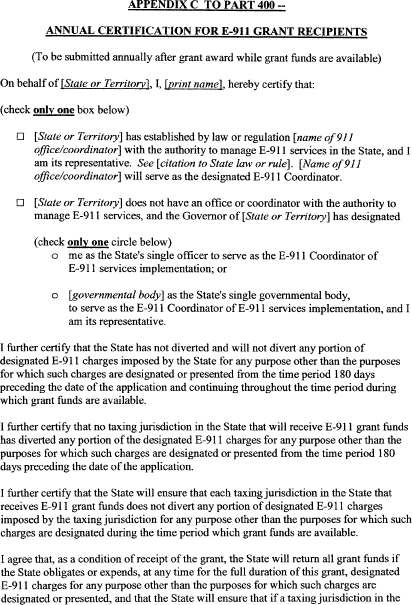 APPENDIX C TO PART 400 --
ANNUAL CERTIFICATION FOR E-911 GRANT RECIPIENTS
(To be submitted annually after grant award while grant funds are available)
On behalf of [State or Territory], I, [print name], hereby certify that:
(check only one box below)
☐ [State or Territory] has established by law or regulation [name of 911
office/coordinator] with the authority to manage E-911 services in the State, and I
am its representative. See [citation to State law or rule]. [Name of 911
office/coordinator] will serve as the designated E-911 Coordinator.
☐ [State or Territory] does not have an office or coordinator with the authority to
manage E-911 services, and the Governor of [State or Territory] has designated
(check only one circle below)
○ me as the State's single officer to serve as the E-911 Coordinator of
E-911 services implementation; or
○ [governmental body] as the State's single governmental body,
to serve as the E-911 Coordinator of E-911 services implementation, and I
am its representative.
I further certify that the State has not diverted and will not divert any portion of
designated E-911 charges imposed by the State for any purpose other than the purposes
for which such charges are designated or presented from the time period 180 days
preceding the date of the application and continuing throughout the time period during
which grant funds are available.
I further certify that no taxing jurisdiction in the State that will receive E-911 grant funds
has diverted any portion of the designated E-911 charges for any purpose other than the
purposes for which such charges are designated or presented from the time period 180
days preceding the date of the application.
I further certify that the State will ensure that each taxing jurisdiction in the State that
receives E-911 grant funds does not divert any portion of designated E-911 charges
imposed by the taxing jurisdiction for any purpose other than the purposes for which such
charges are designated during the time period which grant funds are available.
I agree that, as a condition of receipt of the grant, the State will return all grant funds if
the State obligates or expends, at any time for the full duration of this grant, designated
E-911 charges for any purpose other than the purposes for which such charges are
designated or presented, and that the State will ensure that if a taxing jurisdiction in the